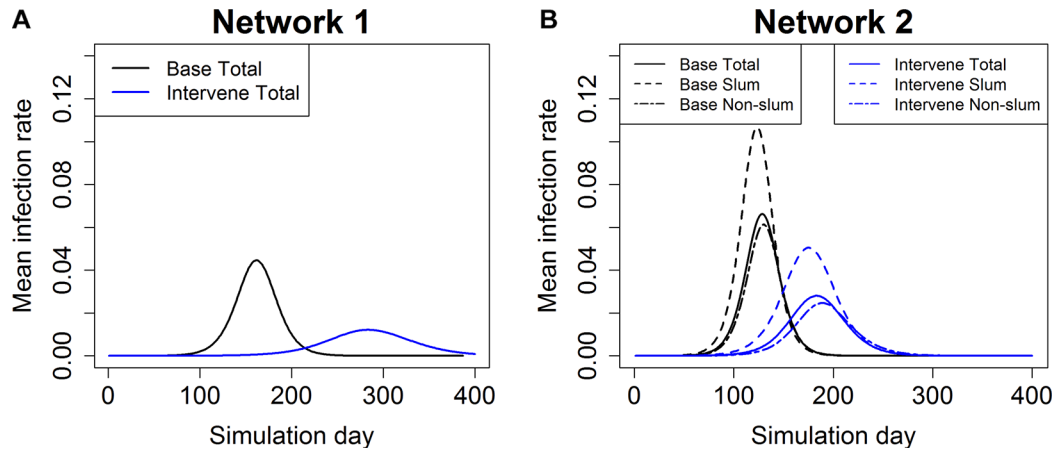 A
Network 1
Base Total
Intervene Total
Mean infection rate
0.00
0.04
0.08
0.12
0
100
200
300
400
Simulation day
B
Network 2
Base Total
Base Slum
Base Non-slum
Intervene Total
Intervene Slum
Intervene Non-slum
Mean infection rate
0.00
0.04
0.08
0.12
0
100
200
300
400
Simulation day